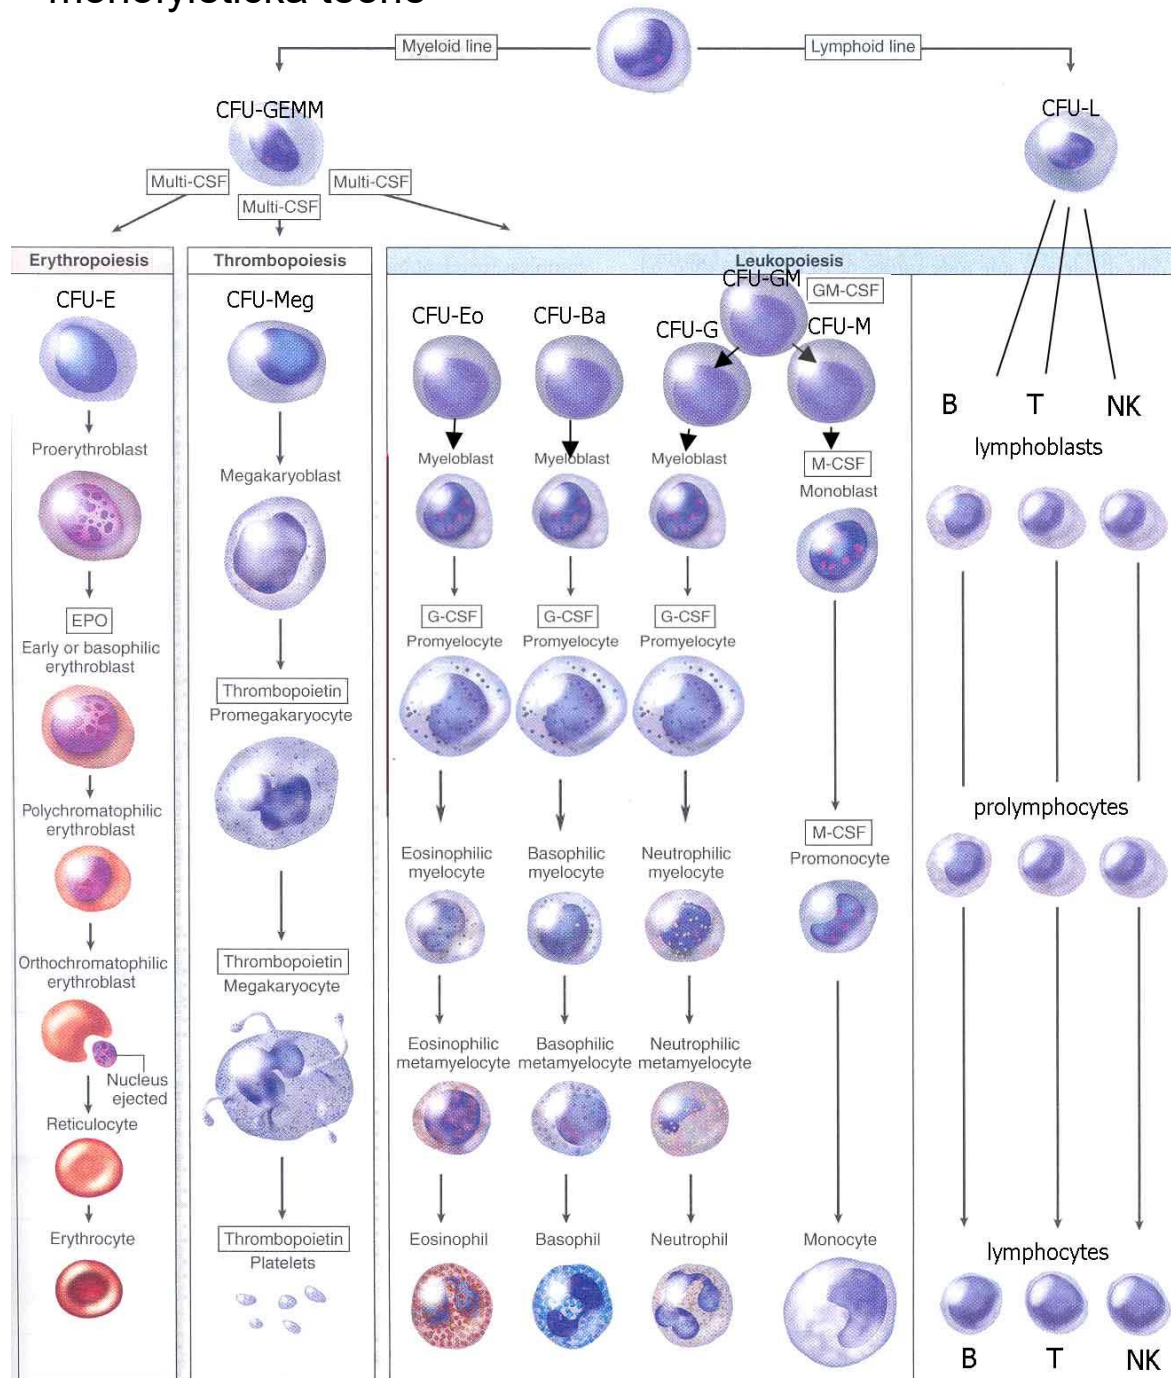 Myeloid line
Lymphoid line
CFU-GEMM
CFU-L
Multi-CSF
Multi-CSF
Multi-CSF
Erythropoiesis
Thrombopoiesis
Leukopoiesis
CFU-E
CFU-Meg
CFU-Eo
CFU-Ba
CFU-GM
GM-CSF
CFU-G
CFU-M
B
T
NK
lymphoblasts
Proerythroblast
Megakaryoblast
Myeloblast
Myeloblast
Myeloblast
M-CSF
Monoblast
EPO
Early or basophilic
erythroblast
Thrombopoietin
Promegakaryocyte
G-CSF
Promyelocyte
G-CSF
Promyelocyte
G-CSF
Promyelocyte
Polychromatophilic
erythroblast
Eosinophilic
myelocyte
Basophilic
myelocyte
Neutrophilic
myelocyte
M-CSF
Promonocyte
prolymphocytes
Orthochromatophilic
erythroblast
Nucleus
ejected
Thrombopoietin
Megakaryocyte
Eosinophilic
metamyelocyte
Basophilic
metamyelocyte
Neutrophilic
metamyelocyte
Reticulocyte
Erythrocyte
Thrombopoietin
Platelets
Eosinophil
Basophil
Neutrophil
Monocyte
lymphocytes
B
T
NK